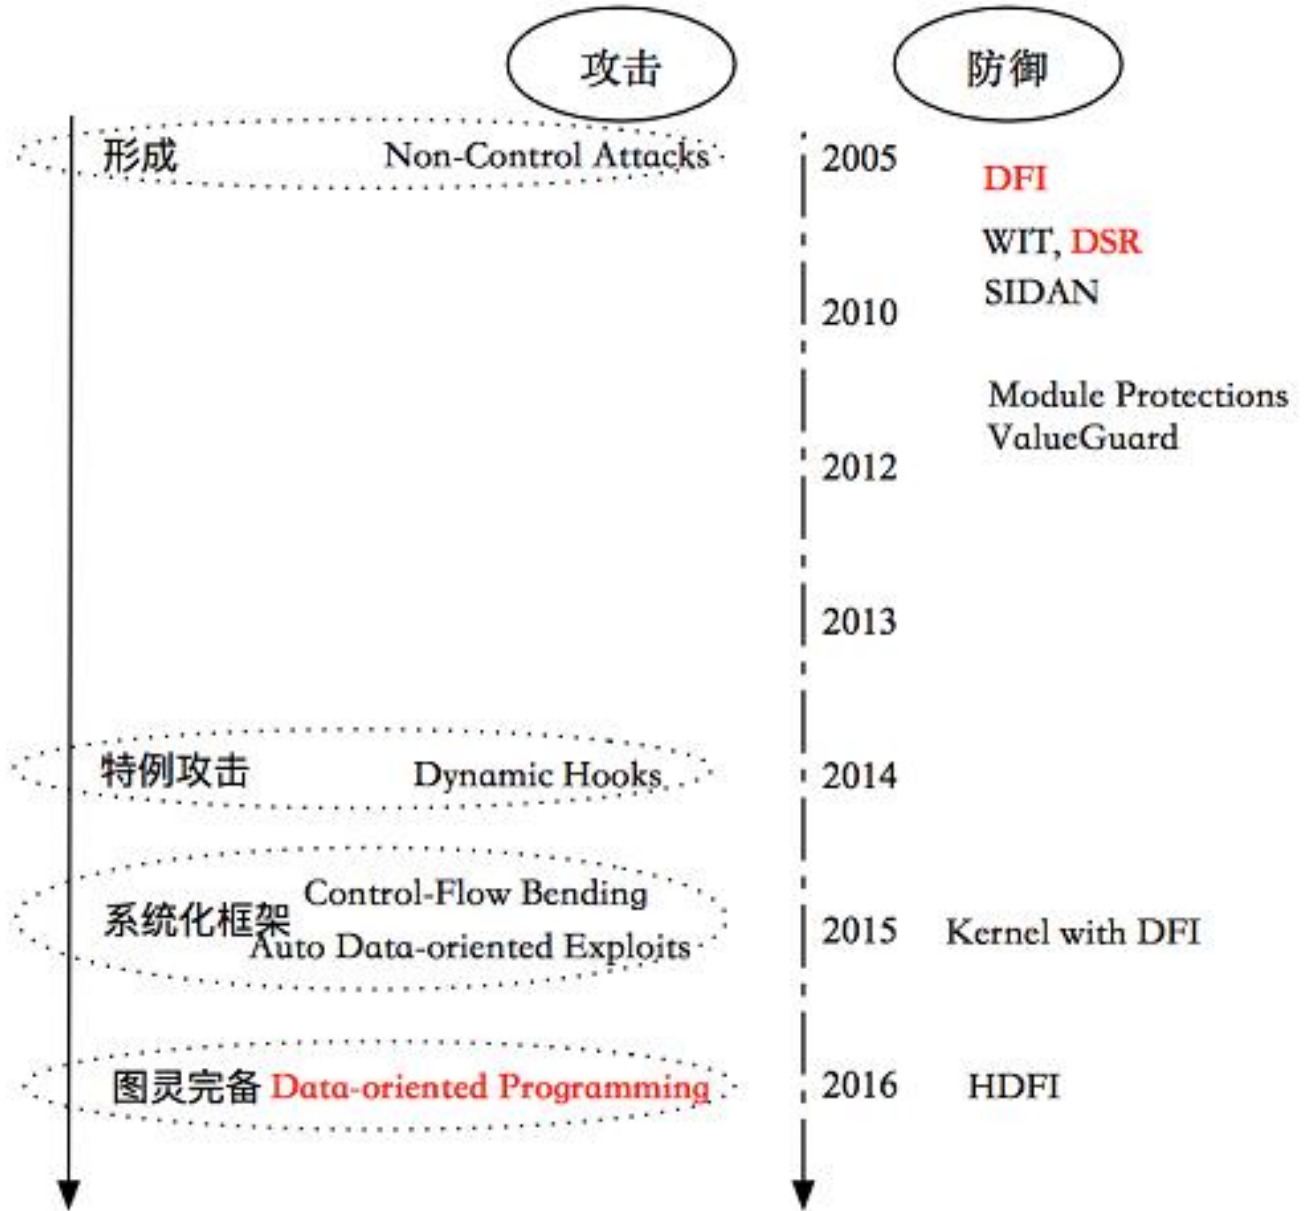 攻击
防御
形成 Non-Control Attacks
2005
DFI
WIT, DSR
SIDAN
2010
Module Protections
ValueGuard
2012
2013
特例攻击 Dynamic Hooks
2014
Control-Flow Bending
系统化框架
Auto Data-oriented Exploits
2015
Kernel with DFI
图灵完备 Data-oriented Programming
2016
HDFI